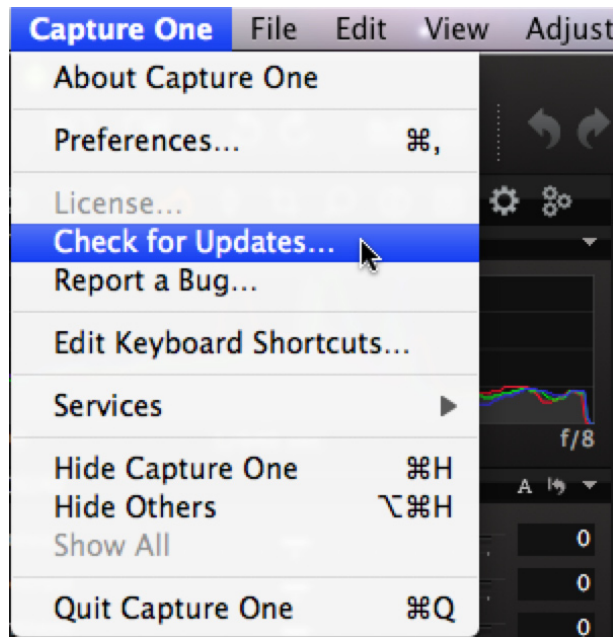 Capture One File Edit View Adjust
About Capture One
Preferences... ⌘,
License...
Check for Updates...
Report a Bug...
Edit Keyboard Shortcuts...
Services
f/8
Hide Capture One ⌘H
A
Hide Others ⌥⌘H
Show All
0
0
Quit Capture One ⌘Q
0